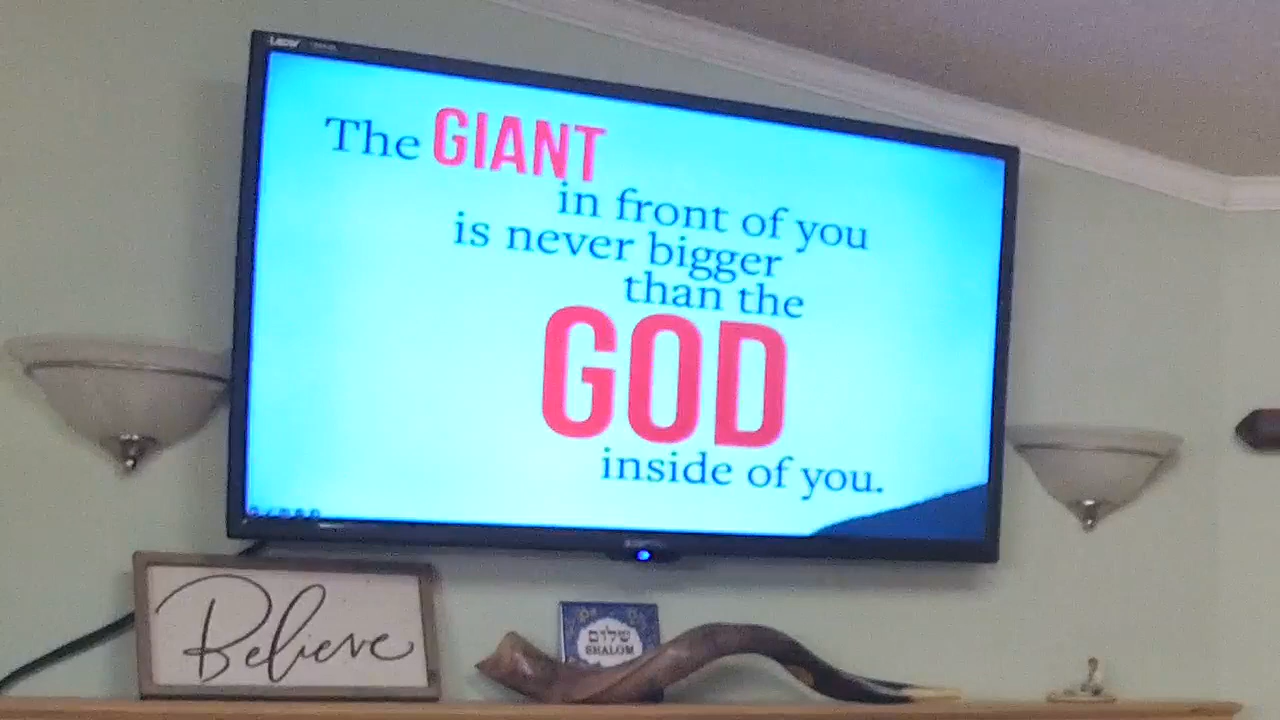 The GIANT
in front of you
is never bigger
than the
GOD
inside of you.
Believe
שלום
SHALOM